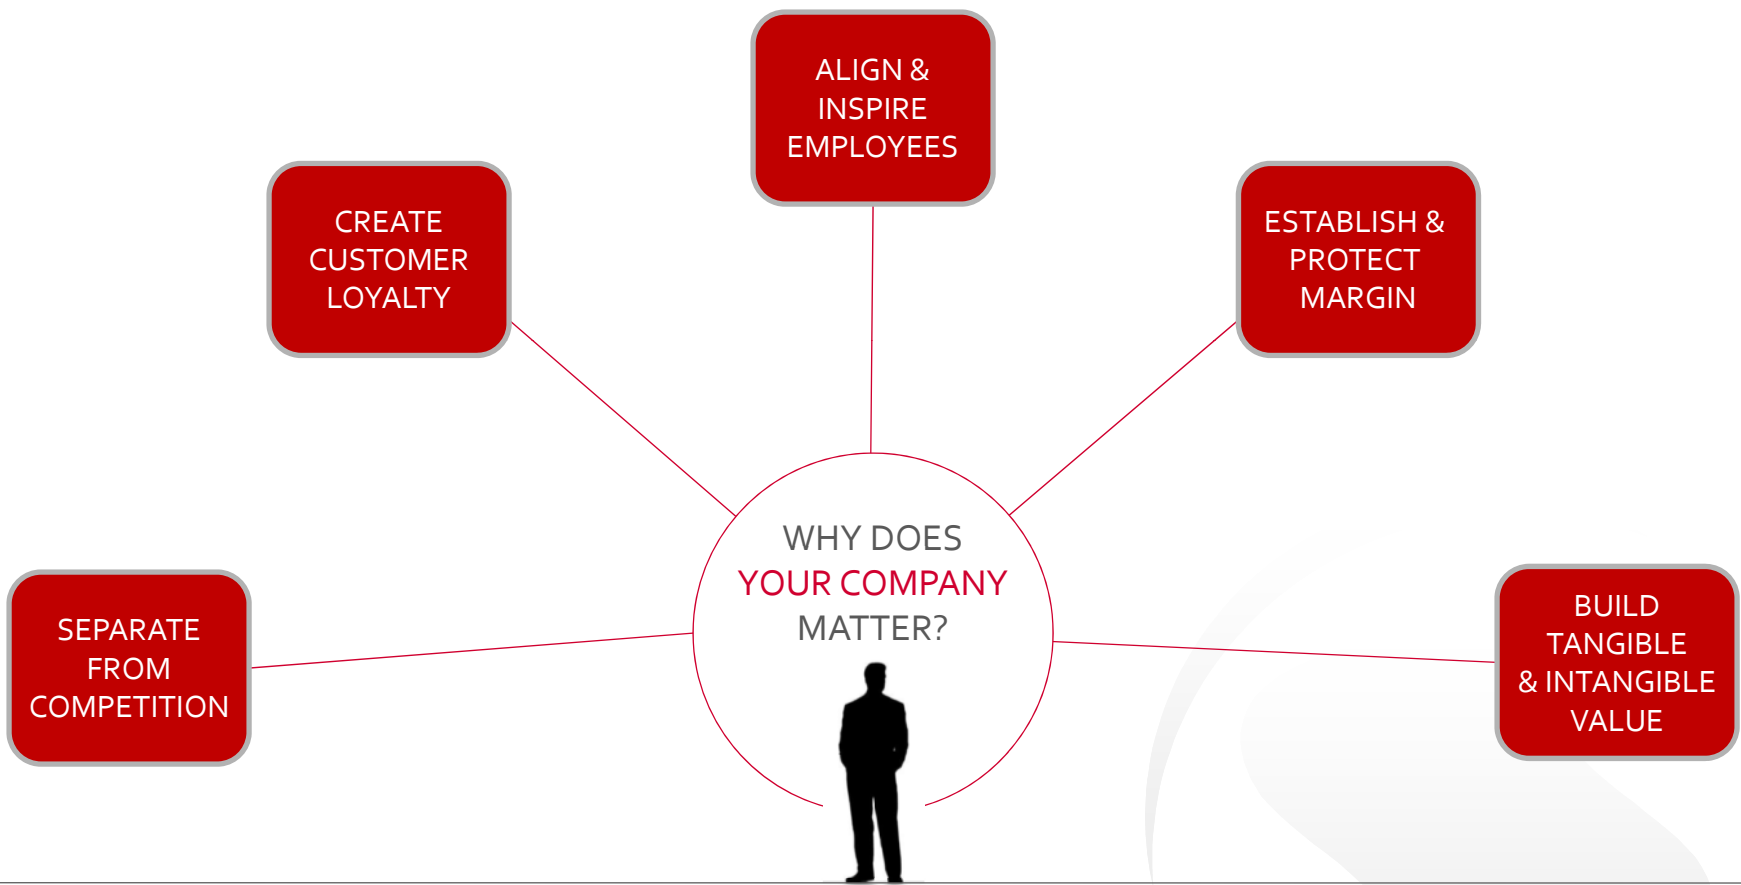 ALIGN &
INSPIRE
EMPLOYEES
CREATE
CUSTOMER
LOYALTY
ESTABLISH &
PROTECT
MARGIN
WHY DOES
YOUR COMPANY
MATTER?
SEPARATE
FROM
COMPETITION
BUILD
TANGIBLE
& INTANGIBLE
VALUE